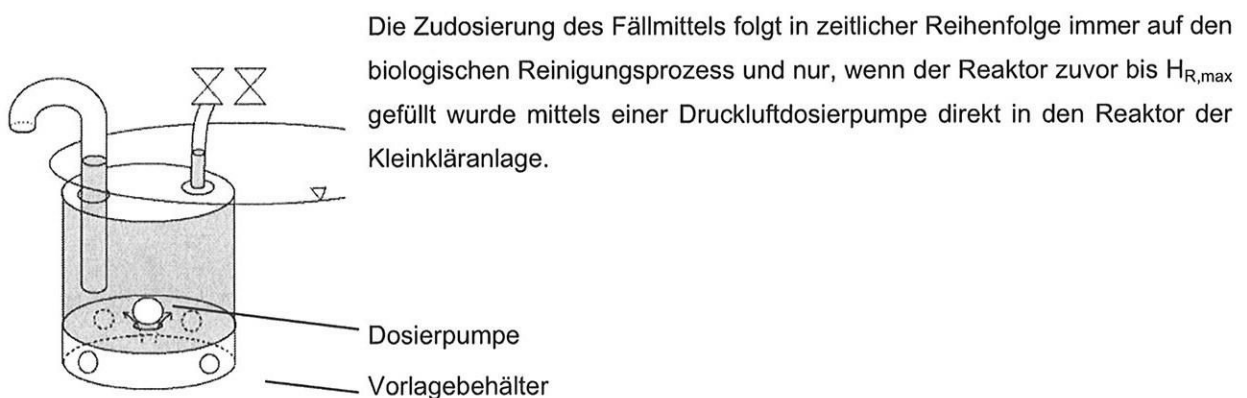 Die Zudosierung des Fällmittels folgt in zeitlicher Reihenfolge immer auf den
biologischen Reinigungsprozess und nur, wenn der Reaktor zuvor bis HR,max
gefüllt wurde mittels einer Druckluftdosierpumpe direkt in den Reaktor der
Kleinkläranlage.
Dosierpumpe
Vorlagebehälter